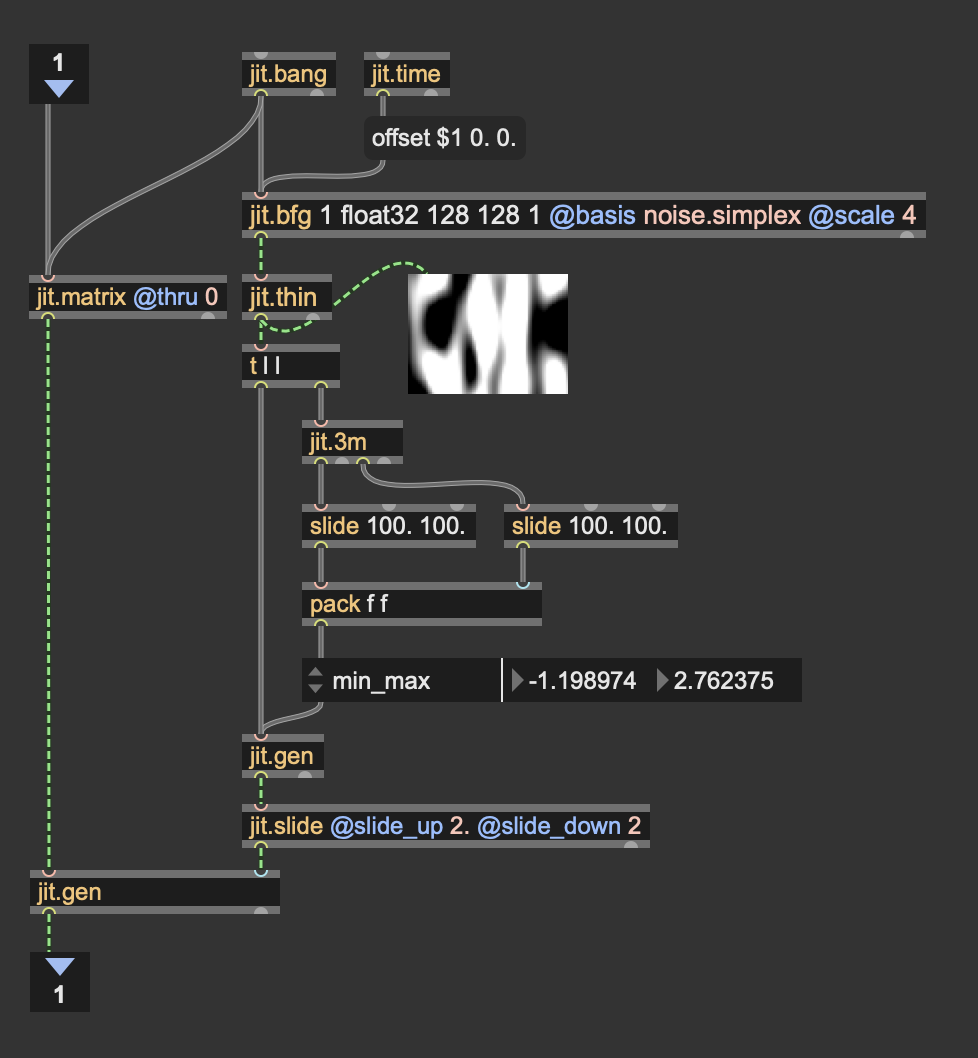 1
jit.bang
jit.time
offset $1 0. 0.
jit.bfg 1 float32 128 128 1 @basis noise.simplex @scale 4
jit.matrix @thru 0
jit.thin
t l l
jit.3m
slide 100. 100.
slide 100. 100.
pack f f
min_max -1.198974 2.762375
jit.gen
jit.slide @slide_up 2. @slide_down 2
jit.gen
1